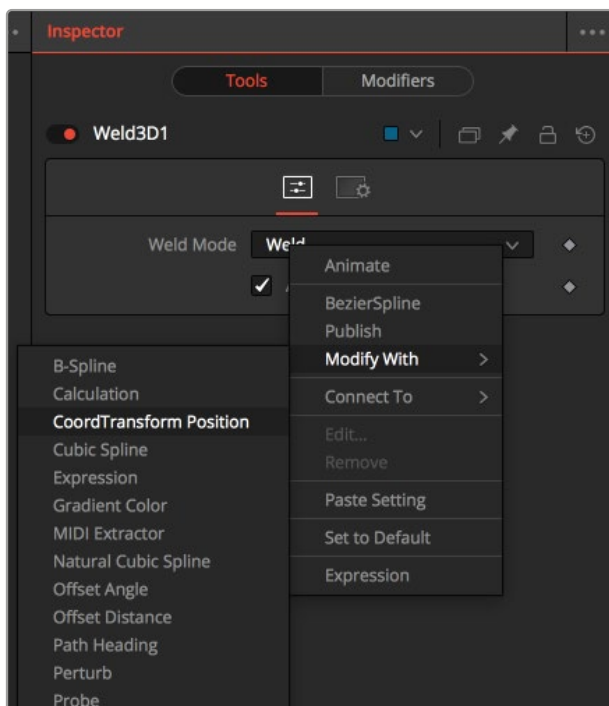 Inspector
Tools Modifiers
Weld3D1
Weld Mode Weld
Animate
BezierSpline
Publish
Modify With
Connect To
Edit...
Remove
Paste Setting
Set to Default
Expression
B-Spline
Calculation
CoordTransform Position
Cubic Spline
Expression
Gradient Color
MIDI Extractor
Natural Cubic Spline
Offset Angle
Offset Distance
Path Heading
Perturb
Probe